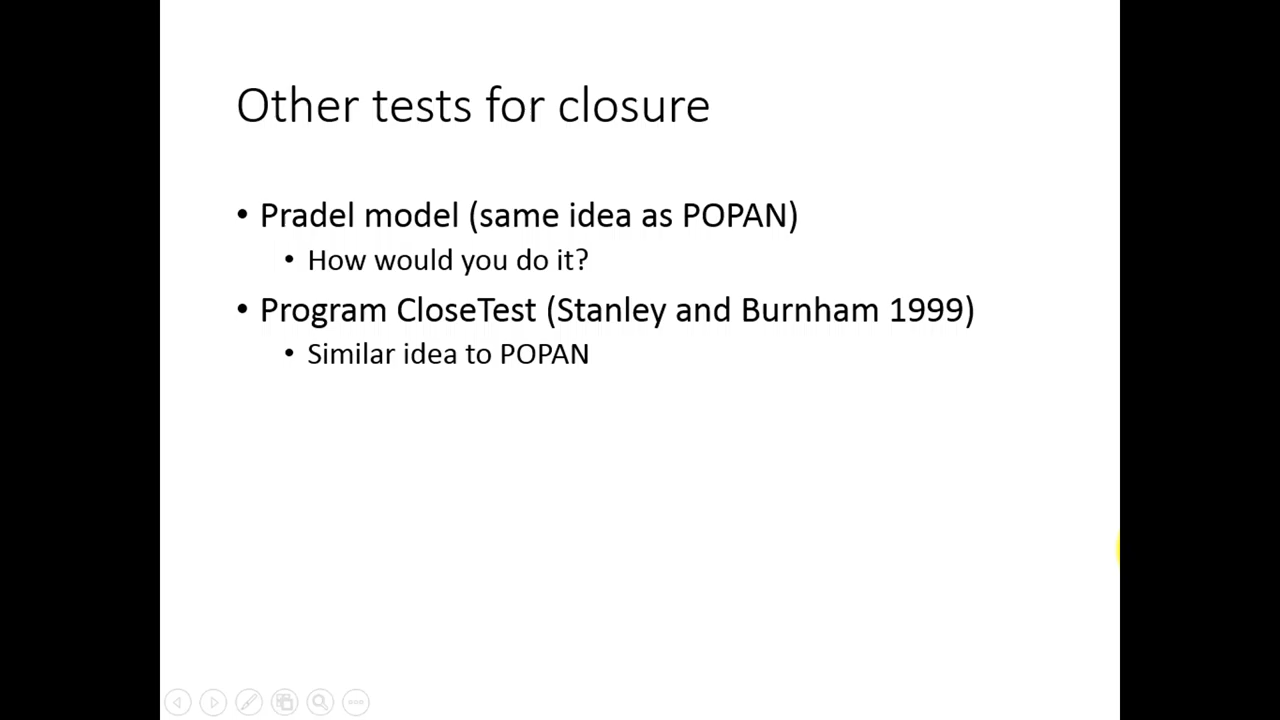 Other tests for closure
• Pradel model (same idea as POPAN)
• How would you do it?
• Program CloseTest (Stanley and Burnham 1999)
• Similar idea to POPAN